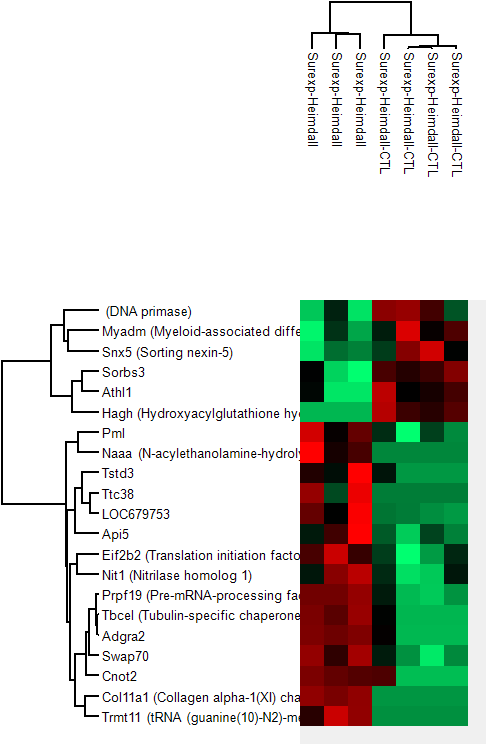 Surexp-Heimdall
Surexp-Heimdall
Surexp-Heimdall
Surexp-Heimdall-CTL
Surexp-Heimdall-CTL
Surexp-Heimdall-CTL
Surexp-Heimdall-CTL
(DNA primase)
Myadm (Myeloid-associated diffe
Snx5 (Sorting nexin-5)
Sorbs3
Athl1
Hagh (Hydroxyacylglutathione hyd
Pml
Naaa (N-acylethanolamine-hydroly
Tstd3
Ttc38
LOC679753
Api5
Eif2b2 (Translation initiation facto
Nit1 (Nitrilase homolog 1)
Prpf19 (Pre-mRNA-processing fac
Tbcel (Tubulin-specific chaperone
Adgra2
Swap70
Cnot2
Col11a1 (Collagen alpha-1(XI) cha
Trmt11 (tRNA (guanine(10)-N2)-me